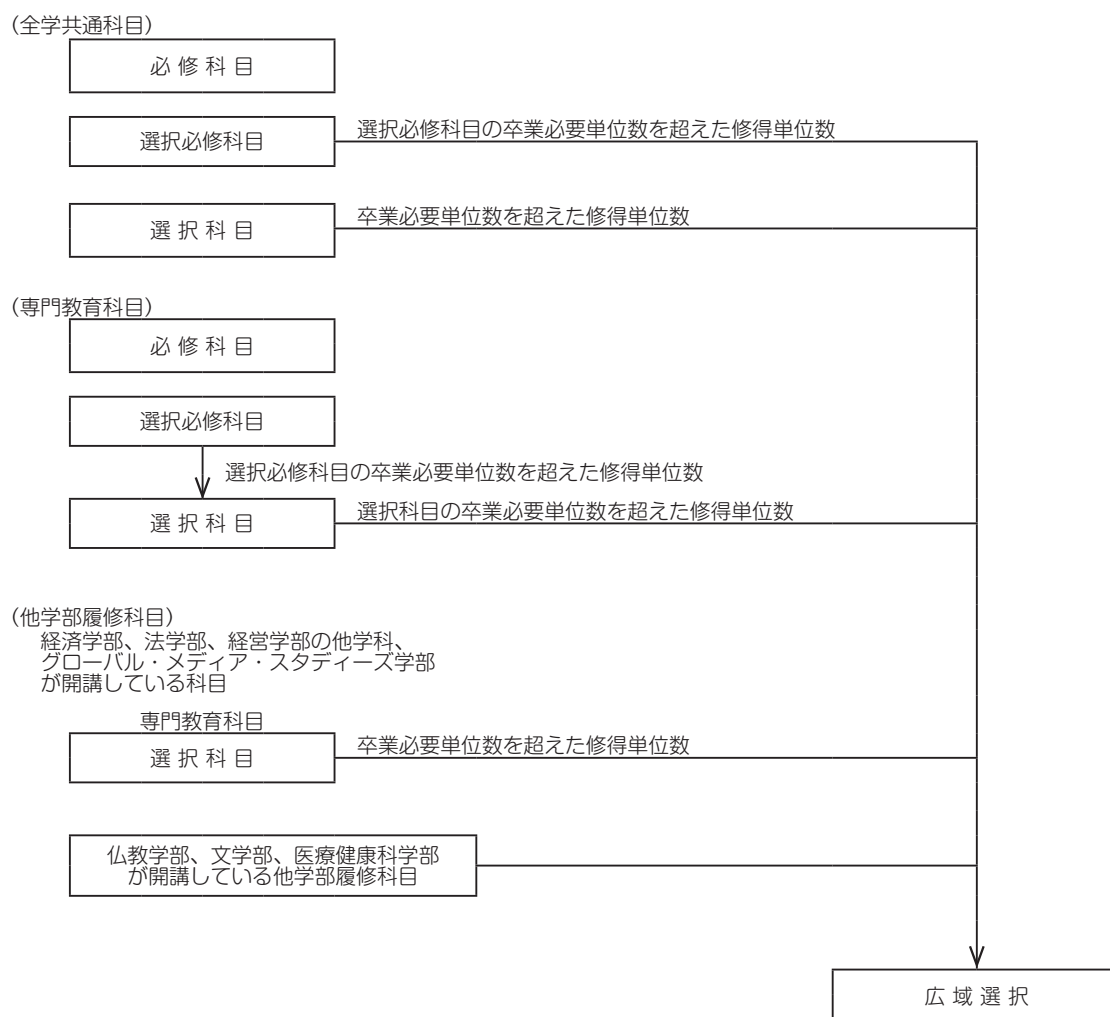 (全学共通科目)
必修科目
選択必修科目
選択必修科目の卒業必要単位数を超えた修得単位数
選択科目
卒業必要単位数を超えた修得単位数
(専門教育科目)
必修科目
選択必修科目
選択必修科目の卒業必要単位数を超えた修得単位数
選択科目
選択科目の卒業必要単位数を超えた修得単位数
(他学部履修科目)
経済学部、法学部、経営学部の他学科、
グローバル・メディア・スタディーズ学部
が開講している科目
専門教育科目
選択科目
卒業必要単位数を超えた修得単位数
仏教学部、文学部、医療健康科学部
が開講している他学部履修科目
広域選択